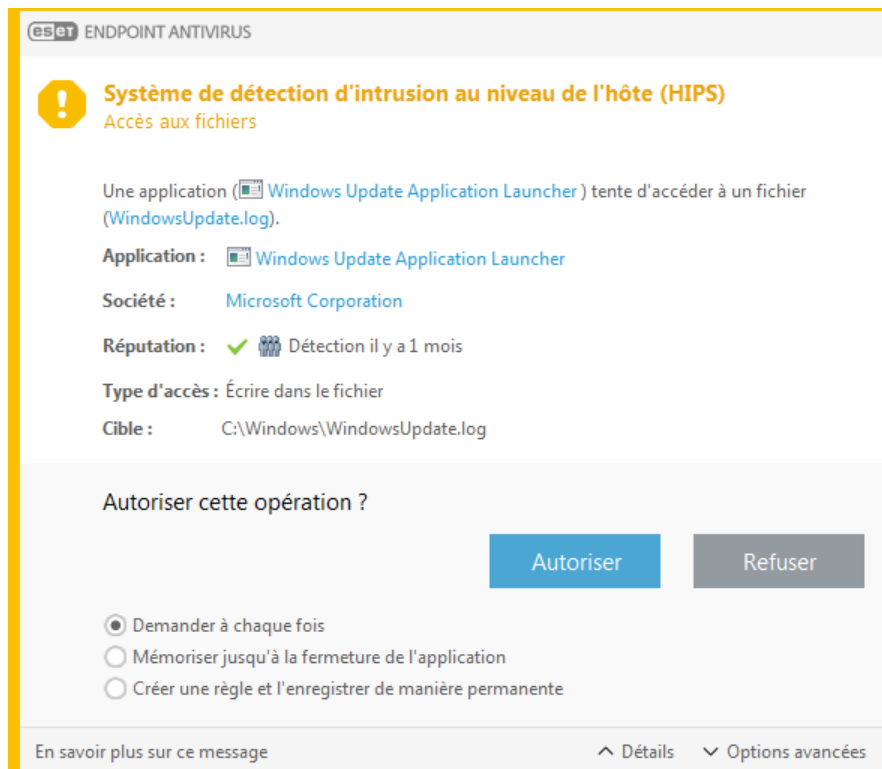 eset ENDPOINT ANTIVIRUS
Système de détection d'intrusion au niveau de l'hôte (HIPS)
Accès aux fichiers
Une application ( Windows Update Application Launcher ) tente d'accéder à un fichier
(WindowsUpdate.log).
Application : Windows Update Application Launcher
Société : Microsoft Corporation
Réputation : Détection il y a 1 mois
Type d'accès : Écrire dans le fichier
Cible : C:\Windows\WindowsUpdate.log
Autoriser cette opération ?
Autoriser Refuser
Demander à chaque fois
Mémoriser jusqu'à la fermeture de l'application
Créer une règle et l'enregistrer de manière permanente
En savoir plus sur ce message Détails Options avancées